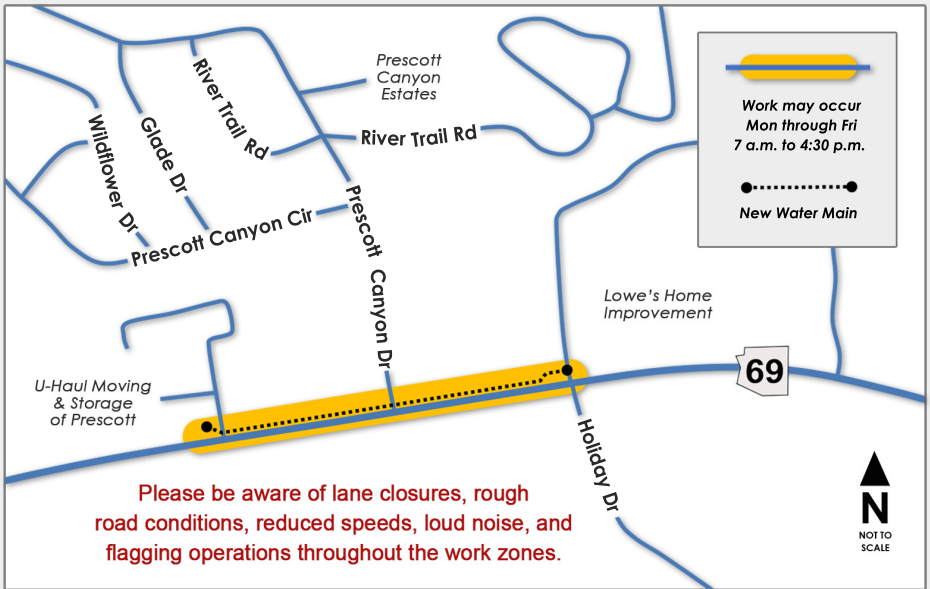 Prescott
Canyon
Estates
River Trail Rd
River Trail Rd
Glade Dr
Wildflower Dr
Prescott Canyon Cir
Prescott Canyon Dr
Work may occur
Mon through Fri
7 a.m. to 4:30 p.m.
New Water Main
Lowe's Home
Improvement
69
U-Haul Moving
& Storage
of Prescott
Holiday Dr
Please be aware of lane closures, rough
road conditions, reduced speeds, loud noise, and
flagging operations throughout the work zones.
N
NOT TO
SCALE